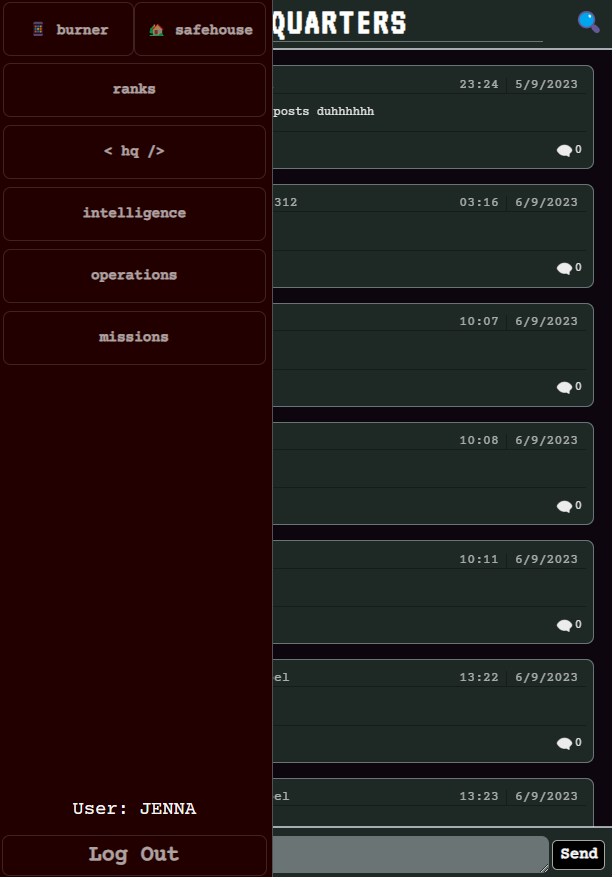 burner safehouse
ranks
< hq />
intelligence
operations
missions
User: JENNA
Log Out
QUARTERS
23:24 5/9/2023
posts duhhhhhh
0
312 03:16 6/9/2023
0
10:07 6/9/2023
0
10:08 6/9/2023
0
10:11 6/9/2023
0
el 13:22 6/9/2023
0
el 13:23 6/9/2023
Send